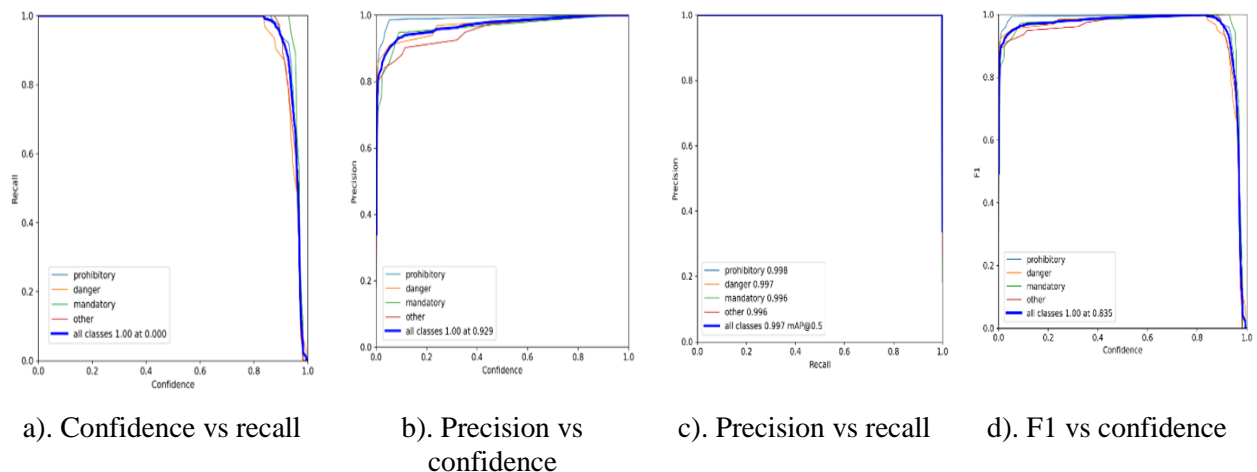 1.0
0.8
0.6
0.4
0.2
0.0
Recall
prohibitory
danger
mandatory
other
all classes 1.00 at 0.000
0.0 0.2 0.4 0.6 0.8 1.0
Confidence
1.0
0.8
0.6
0.4
0.2
0.0
Precision
prohibitory
danger
mandatory
other
all classes 1.00 at 0.929
0.0 0.2 0.4 0.6 0.8 1.0
Confidence
1.0
0.8
0.6
0.4
0.2
0.0
Precision
prohibitory 0.998
danger 0.997
mandatory 0.996
other 0.996
all classes 0.997 mAP@0.5
0.0 0.2 0.4 0.6 0.8 1.0
Recall
1.0
0.8
0.6
0.4
0.2
0.0
F1
prohibitory
danger
mandatory
other
all classes 1.00 at 0.835
0.0 0.2 0.4 0.6 0.8 1.0
Confidence
a). Confidence vs recall
b). Precision vs
confidence
c). Precision vs recall
d). F1 vs confidence